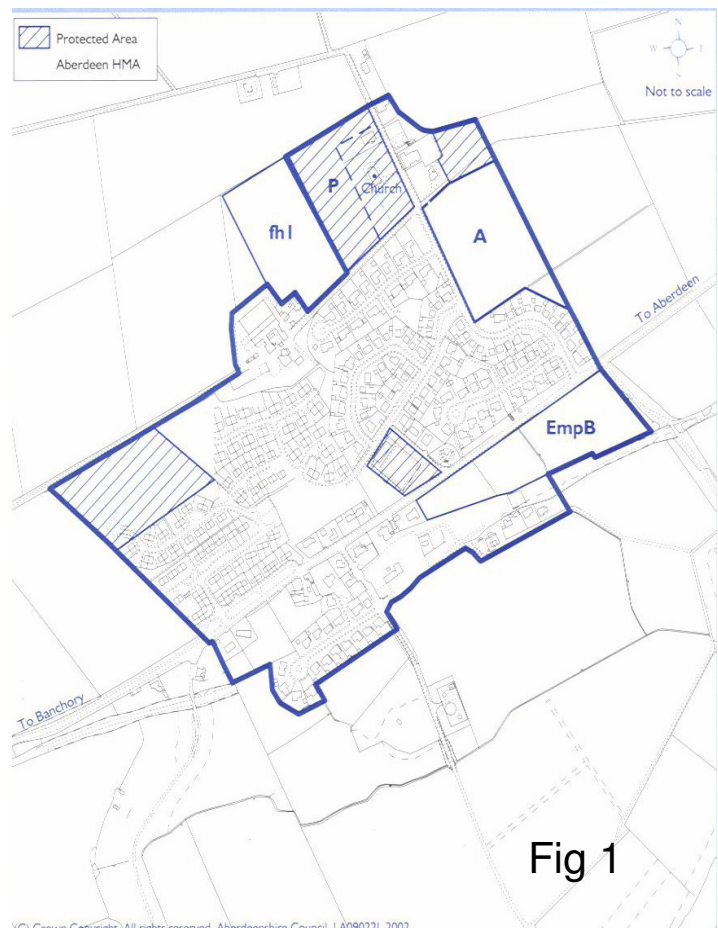 Protected Area
Aberdeen HMA
N
W E
Not to scale
P
Church
fh1
A
To Aberdeen
EmpB
To Banchory
Fig 1
(C) Crown Copyright. All rights reserved. Aberdeenshire Council. LA09022L 2002